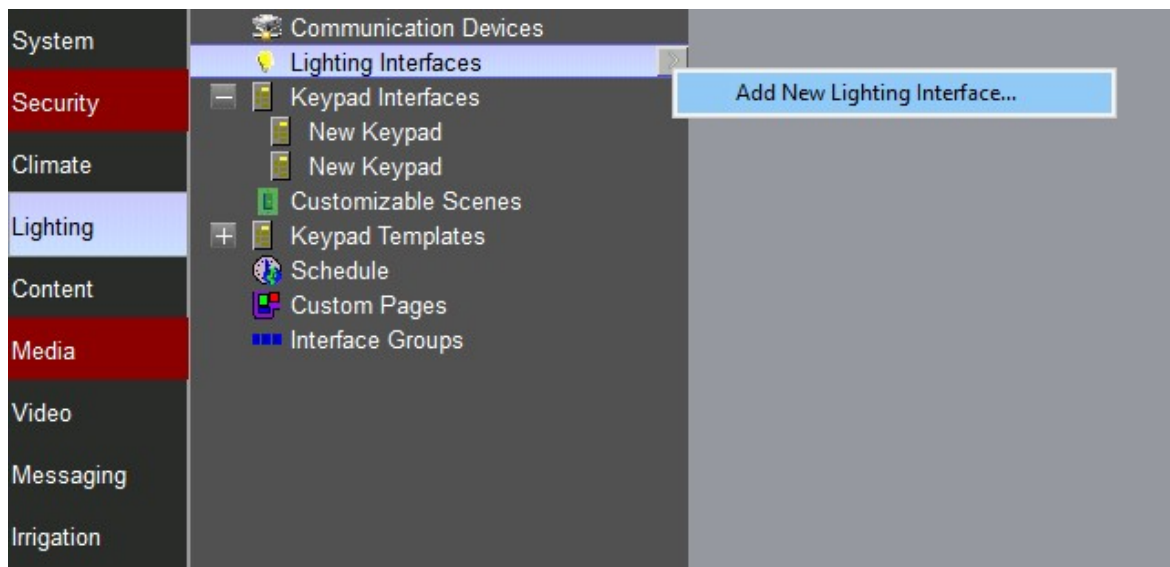 System
Security
Climate
Lighting
Content
Media
Video
Messaging
Irrigation
Communication Devices
Lighting Interfaces
Keypad Interfaces
New Keypad
New Keypad
Customizable Scenes
Keypad Templates
Schedule
Custom Pages
Interface Groups
Add New Lighting Interface...